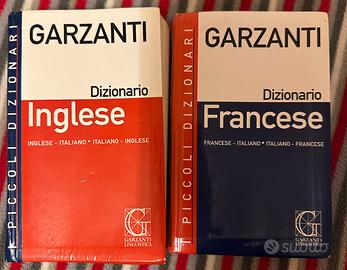 I PICCOLI DIZIONARI
GARZANTI
Dizionario
Inglese
INGLESE - ITALIANO • ITALIANO - INGLESE
G
GARZANTI
LINGUISTICA
I PICCOLI DIZIONARI
GARZANTI
Dizionario
Francese
FRANCESE - ITALIANO • ITALIANO - FRANCESE
G
GARZANTI
LINGUISTICA
subito